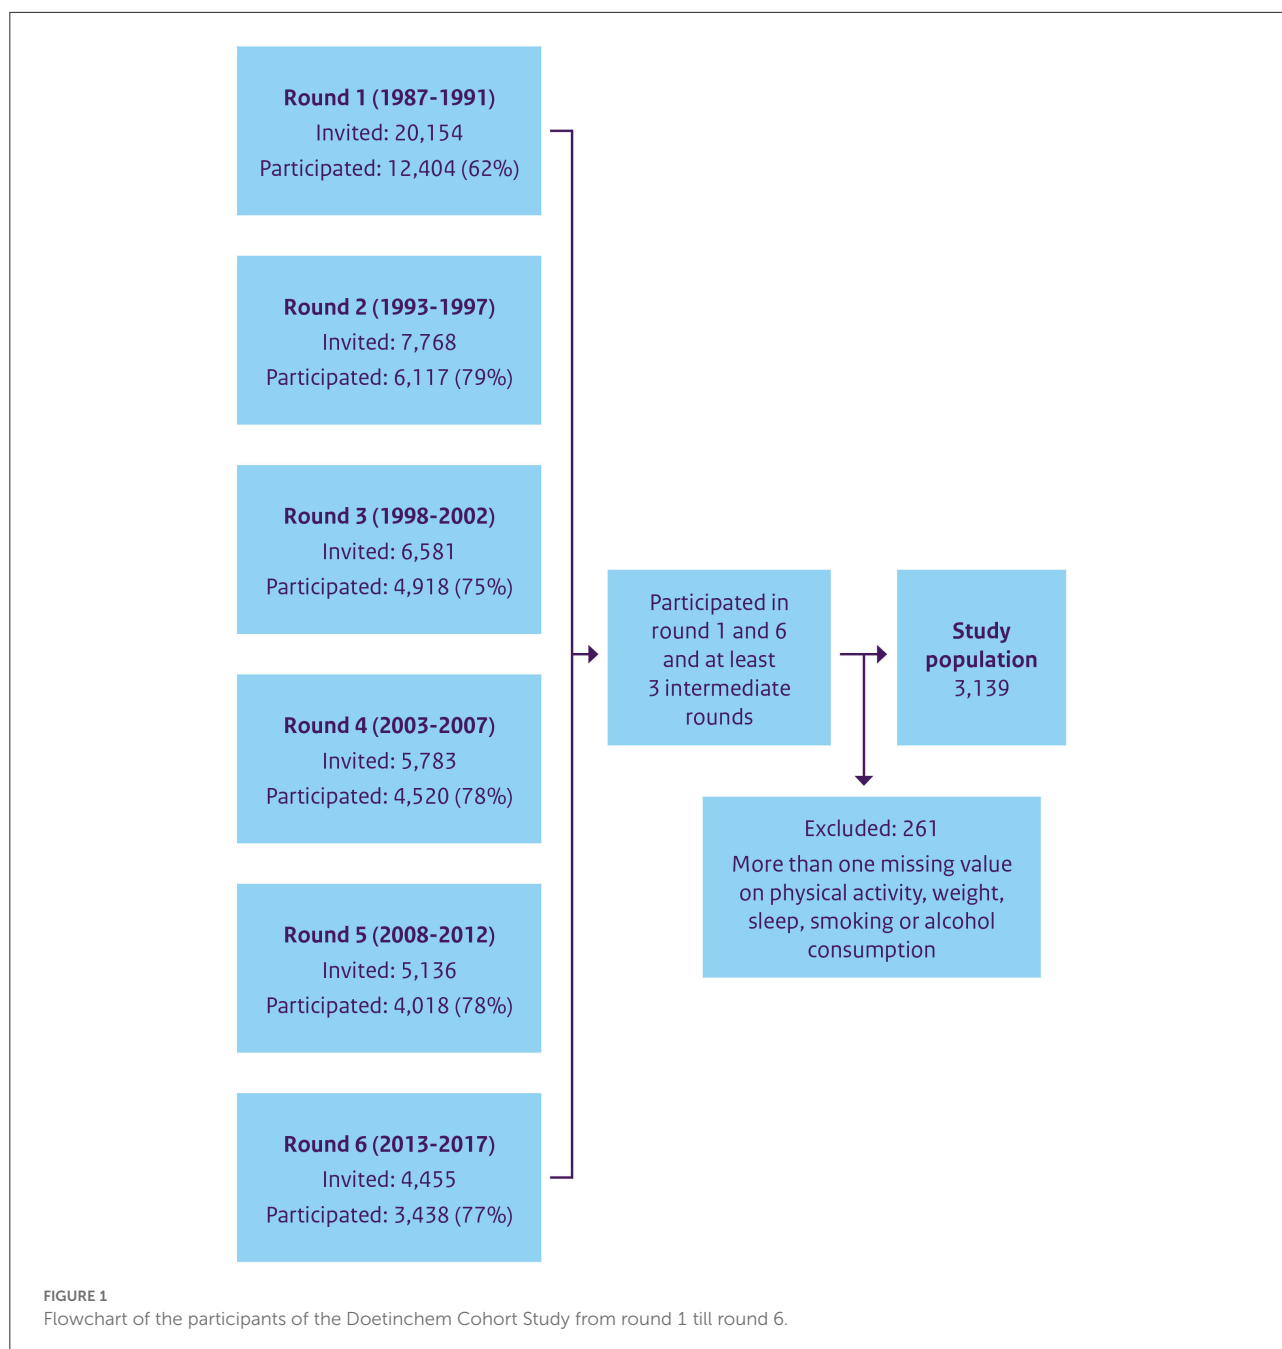 Round 1 (1987-1991)
Invited: 20,154
Participated: 12,404 (62%)
Round 2 (1993-1997)
Invited: 7,768
Participated: 6,117 (79%)
Round 3 (1998-2002)
Invited: 6,581
Participated: 4,918 (75%)
Round 4 (2003-2007)
Invited: 5,783
Participated: 4,520 (78%)
Round 5 (2008-2012)
Invited: 5,136
Participated: 4,018 (78%)
Round 6 (2013-2017)
Invited: 4,455
Participated: 3,438 (77%)
Participated in
round 1 and 6
and at least
3 intermediate
rounds
Study
population
3,139
Excluded: 261
More than one missing value
on physical activity, weight,
sleep, smoking or alcohol
consumption
FIGURE 1
Flowchart of the participants of the Doetinchem Cohort Study from round 1 till round 6.